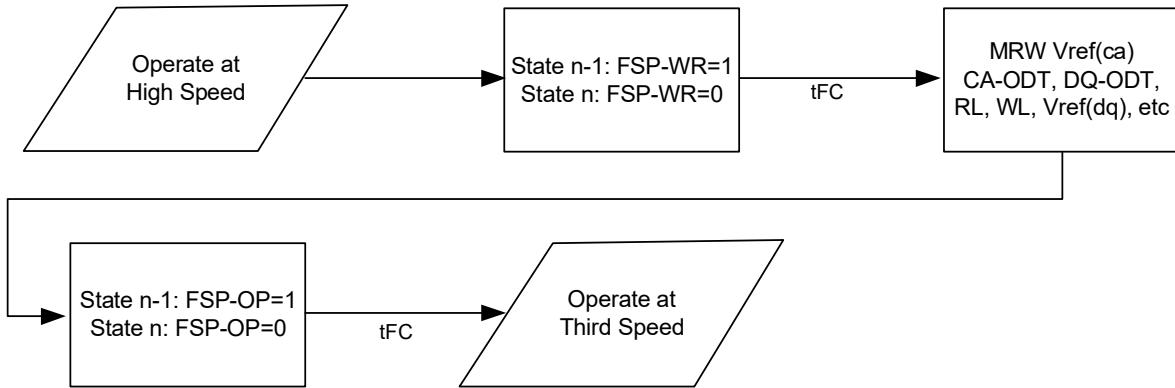 Operate at
High Speed
State n-1: FSP-WR=1
State n: FSP-WR=0
tFC
MRW Vref(ca)
CA-ODT, DQ-ODT,
RL, WL, Vref(dq), etc
State n-1: FSP-OP=1
State n: FSP-OP=0
tFC
Operate at
Third Speed